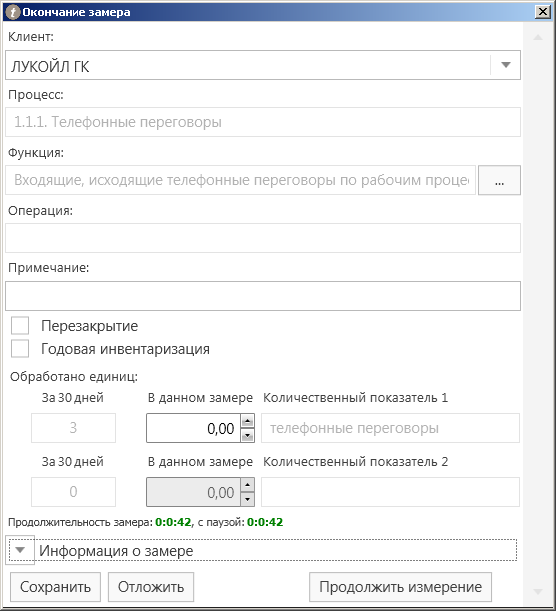 Окончание замера
Клиент:
ЛУКОЙЛ ГК
Процесс:
1.1.1. Телефонные переговоры
Функция:
Входящие, исходящие телефонные переговоры по рабочим проце
...
Операция:
Примечание:
Перезакрытие
Годовая инвентаризация
Обработано единиц:
За 30 дней В данном замере Количественный показатель 1
3 0,00 телефонные переговоры
За 30 дней В данном замере Количественный показатель 2
0 0,00
Продолжительность замера: 0:0:42, с паузой: 0:0:42
Информация о замере
Сохранить Отложить Продолжить измерение